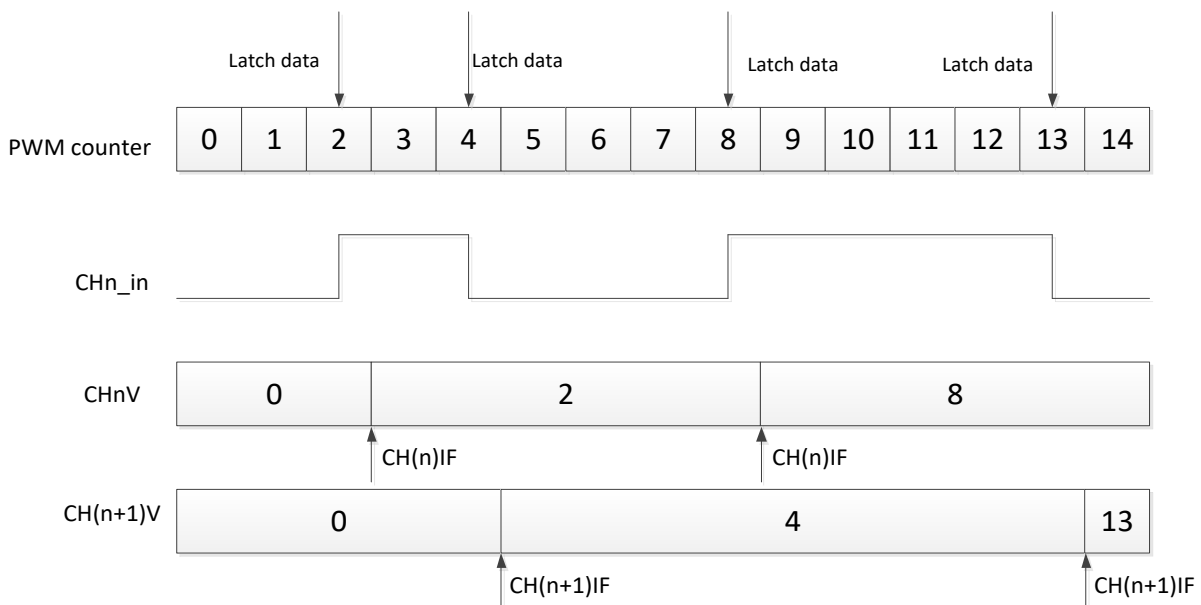 Latch data Latch data Latch data Latch data
PWM counter 0 1 2 3 4 5 6 7 8 9 10 11 12 13 14
CHn_in
CHnV 0 2 8
CH(n)IF CH(n)IF
CH(n+1)V 0 4 13
CH(n+1)IF CH(n+1)IF